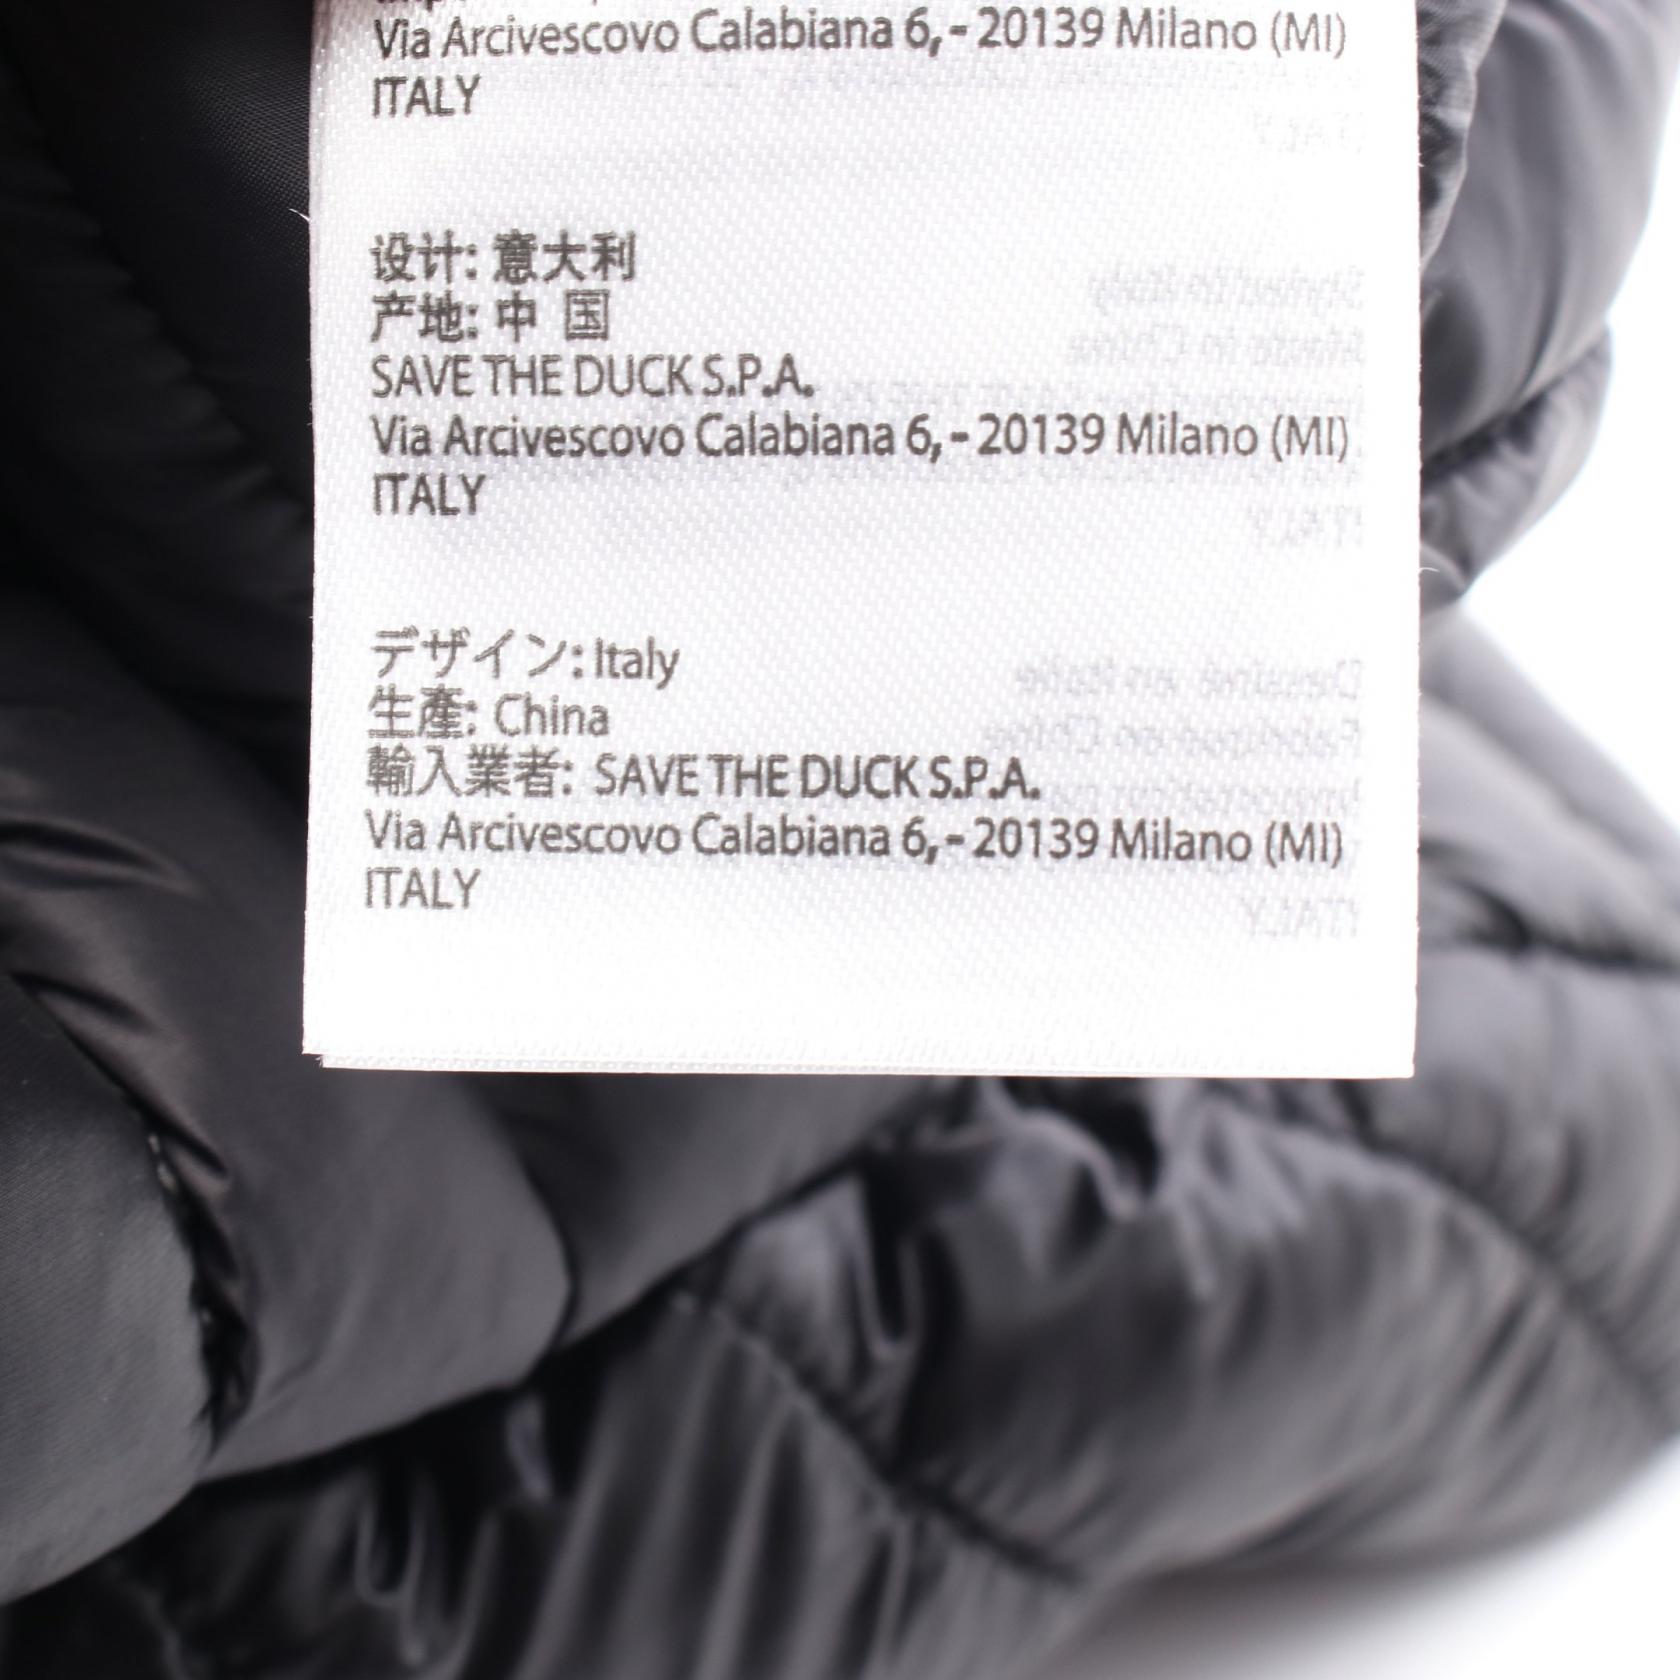 Via Arcivescovo Calabiana 6,- 20139 Milano (MI)
ITALY
设计: 意大利
产地: 中 国
SAVE THE DUCK S.P.A.
Via Arcivescovo Calabiana 6,- 20139 Milano (MI)
ITALY
デザイン: Italy
生産: China
輸入業者: SAVE THE DUCK S.P.A.
Via Arcivescovo Calabiana 6,- 20139 Milano (MI)
ITALY